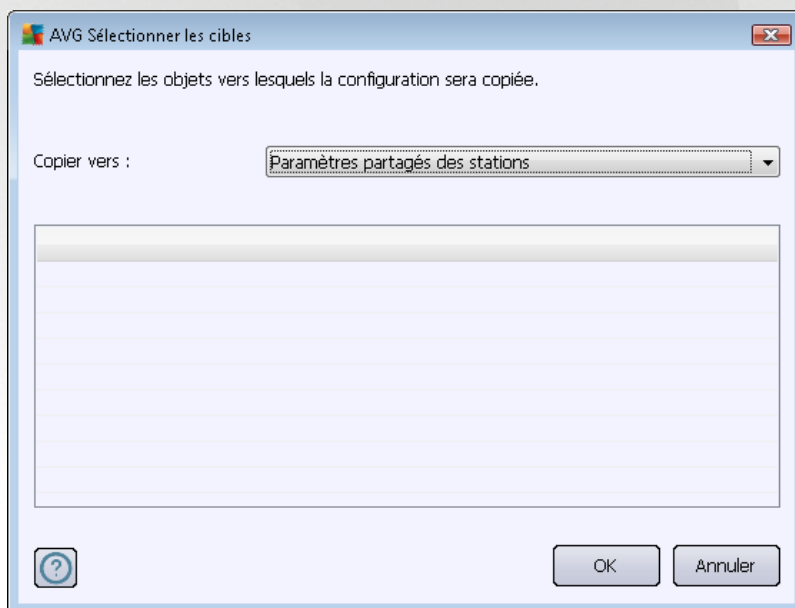 AVG Sélectionner les cibles
Sélectionnez les objets vers lesquels la configuration sera copiée.
Copier vers :
Paramètres partagés des stations
?
OK
Annuler